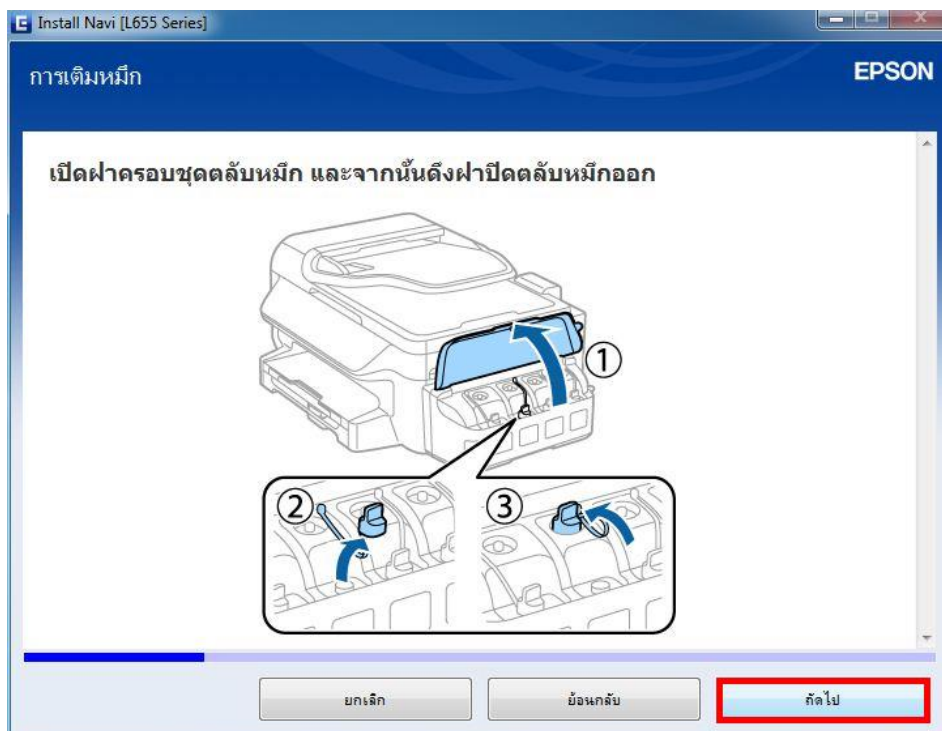 Install Navi [L655 Series]
การเติมหมึก
EPSON
เปิดฝาครอบชุดตลับหมึก และจากนั้นดึงฝาปิดตลับหมึกออก
①
②
③
ยกเลิก
ย้อนกลับ
ถัดไป